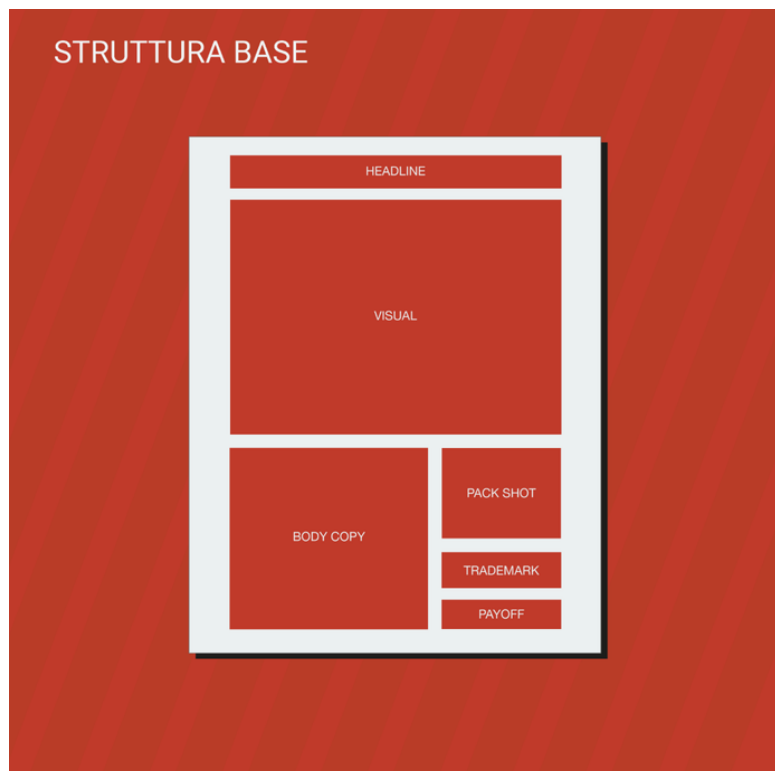 STRUTTURA BASE
HEADLINE
VISUAL
BODY COPY
PACK SHOT
TRADEMARK
PAYOFF